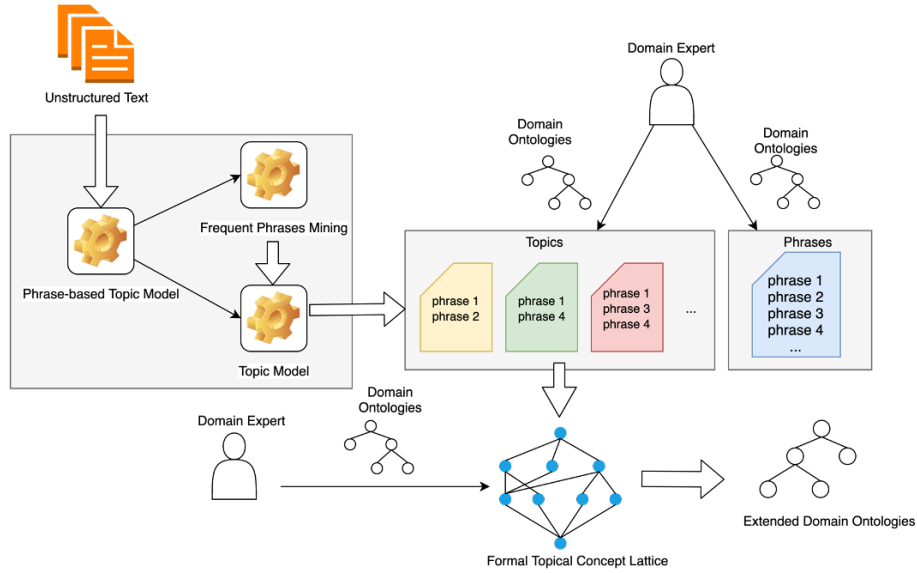 Unstructured Text
Domain Expert
Domain
Ontologies
Domain
Ontologies
Frequent Phrases Mining
Phrase-based Topic Model
Topic Model
Topics
phrase 1
phrase 2
phrase 1
phrase 4
phrase 1
phrase 3
phrase 4
...
Phrases
phrase 1
phrase 2
phrase 3
phrase 4
...
Domain Expert
Domain
Ontologies
Formal Topical Concept Lattice
Extended Domain Ontologies